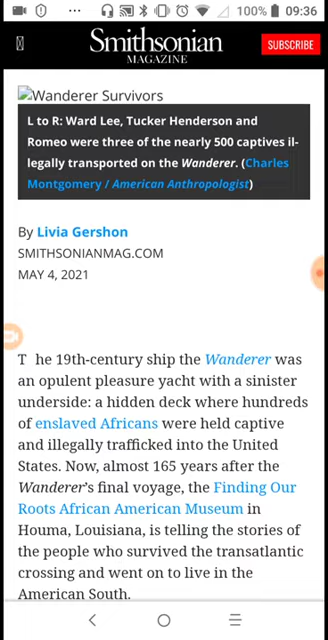 100% 09:36
Smithsonian
MAGAZINE
SUBSCRIBE
Wanderer Survivors
L to R: Ward Lee, Tucker Henderson and
Romeo were three of the nearly 500 captives il-
legally transported on the Wanderer. (Charles
Montgomery / American Anthropologist)
By Livia Gershon
SMITHSONIANMAG.COM
MAY 4, 2021
T he 19th-century ship the Wanderer was
an opulent pleasure yacht with a sinister
underside: a hidden deck where hundreds
of enslaved Africans were held captive
and illegally trafficked into the United
States. Now, almost 165 years after the
Wanderer's final voyage, the Finding Our
Roots African American Museum in
Houma, Louisiana, is telling the stories of
the people who survived the transatlantic
crossing and went on to live in the
American South.